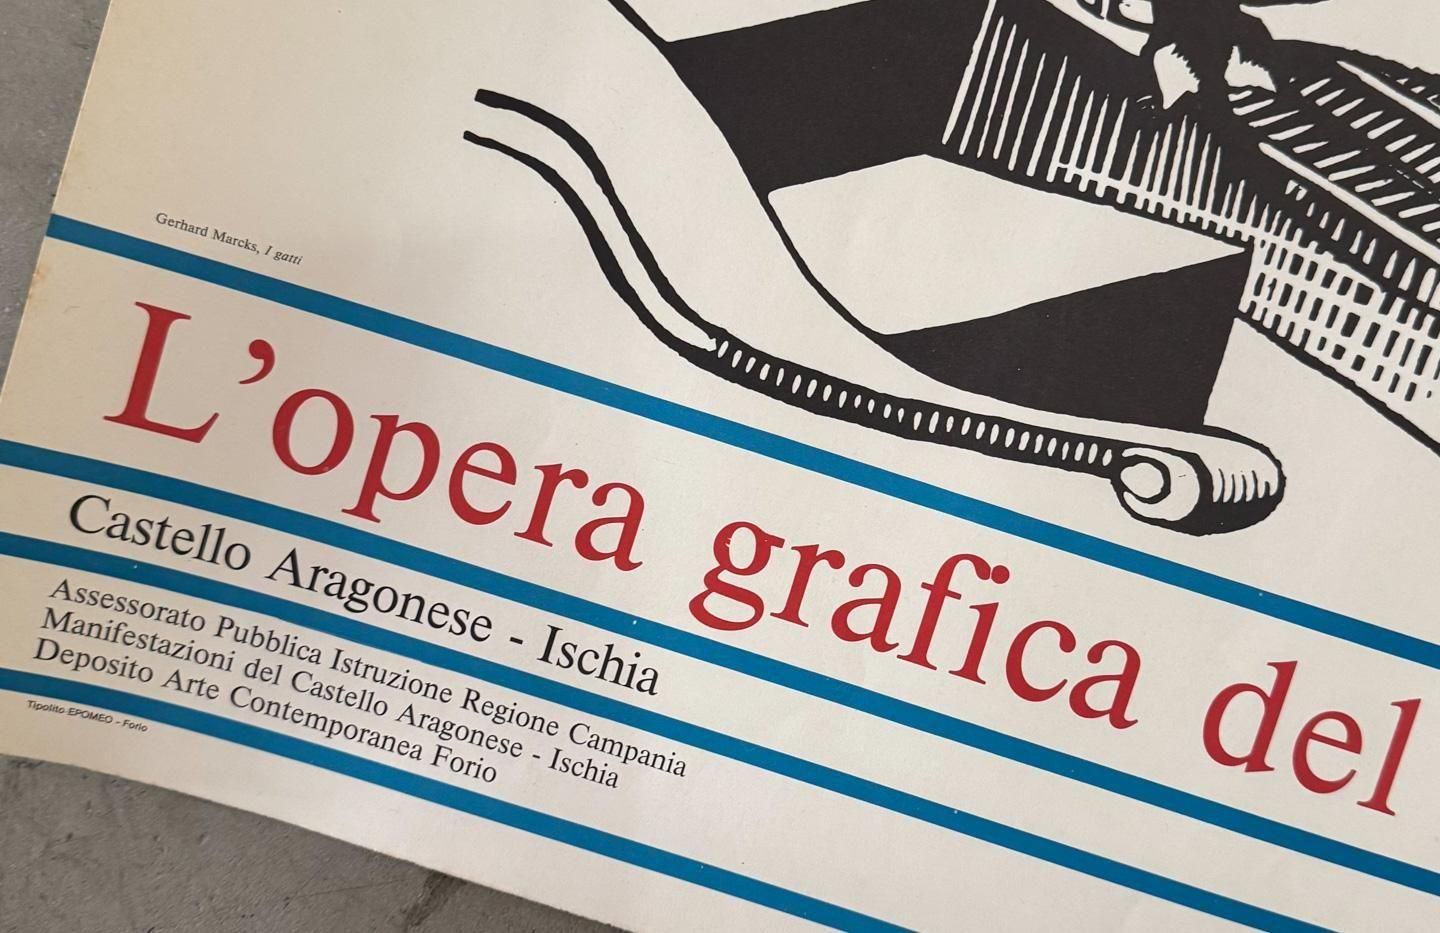 Gerhard Marcks, I gatti
L'opera grafica del
Castello Aragonese - Ischia
Assessorato Pubblica Istruzione Regione Campania
Manifestazioni del Castello Aragonese - Ischia
Deposito Arte Contemporanea Forio
Tipolito EPOMEO - Forio